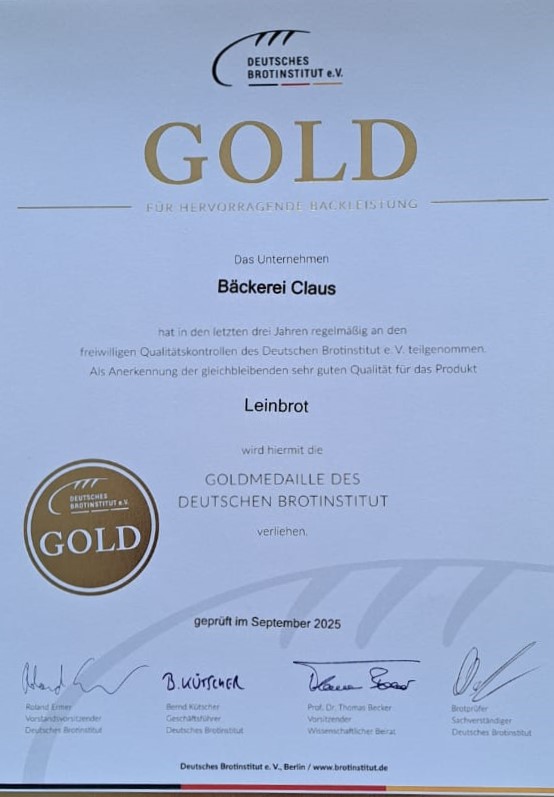 DEUTSCHES
BROTINSTITUT e.V.
GOLD
FÜR HERVORRAGENDE BACKLEISTUNG
Das Unternehmen
Bäckerei Claus
hat in den letzten drei Jahren regelmäßig an den
freiwilligen Qualitätskontrollen des Deutschen Brotinstitut e. V. teilgenommen.
Als Anerkennung der gleichbleibenden sehr guten Qualität für das Produkt
Leinbrot
wird hiermit die
GOLDMEDAILLE DES
DEUTSCHEN BROTINSTITUT
verliehen.
DEUTSCHES
BROTINSTITUT e.V.
GOLD
geprüft im September 2025
B. KÜTSCHER
Roland Ermer
Vorstandsvorsitzender
Deutsches Brotinstitut
Bernd Kütscher
Geschäftsführer
Deutsches Brotinstitut
Prof. Dr. Thomas Becker
Vorsitzender
Wissenschaftlicher Beirat
Brotprüfer
Sachverständiger
Deutsches Brotinstitut
Deutsches Brotinstitut e. V., Berlin / www.brotinstitut.de